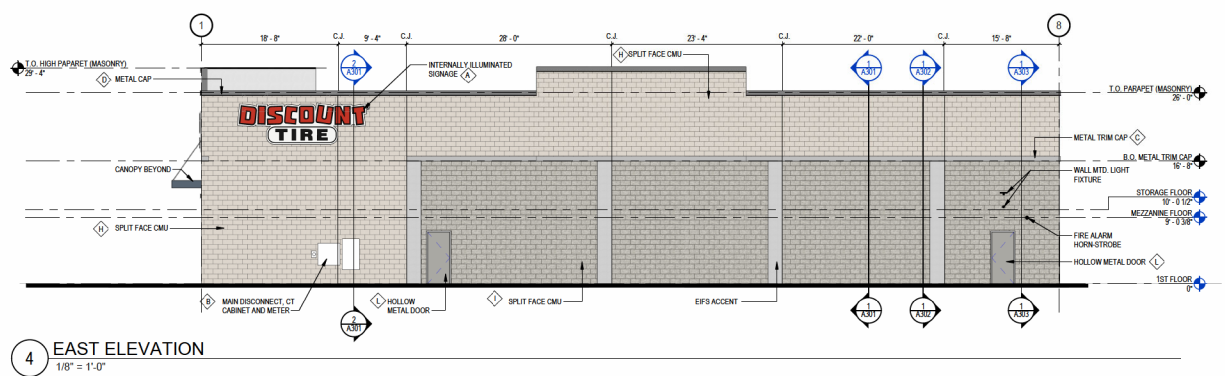 1
8
18' - 8"
C.J.
9' - 4"
C.J.
28' - 0"
C.J.
23' - 4"
C.J.
22' - 0"
C.J.
15' - 8"
T.O. HIGH PAPARET (MASONRY)
29' - 4"
D METAL CAP
2
A301
INTERNALLY ILLUMINATED
SIGNAGE A
H SPLIT FACE CMU
1
A301
1
A302
1
A303
T.O. PARAPET (MASONRY)
26' - 0"
DISCOUNT
TIRE
METAL TRIM CAP C
B.O. METAL TRIM CAP
16' - 8"
CANOPY BEYOND
WALL MTD. LIGHT
FIXTURE
STORAGE FLOOR
10' - 0 1/2"
MEZZANINE FLOOR
9' - 0 3/8"
H SPLIT FACE CMU
FIRE ALARM
HORN-STROBE
HOLLOW METAL DOOR L
1ST FLOOR
0"
B MAIN DISCONNECT, CT
CABINET AND METER
2
A301
L HOLLOW
METAL DOOR
I SPLIT FACE CMU
EIFS ACCENT
1
A301
1
A302
1
A303
4 EAST ELEVATION
1/8" = 1'-0"